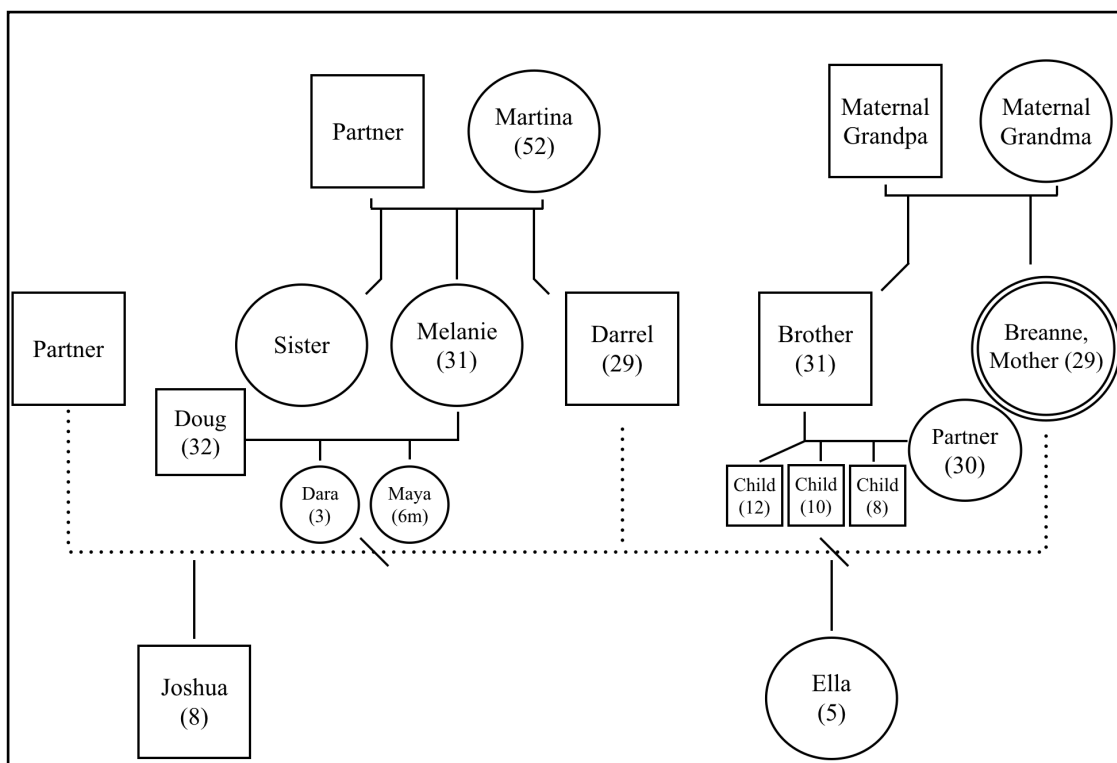 Partner
Martina
(52)
Maternal
Grandpa
Maternal
Grandma
Partner
Sister
Melanie
(31)
Darrel
(29)
Brother
(31)
Breanne,
Mother (29)
Doug
(32)
Partner
(30)
Dara
(3)
Maya
(6m)
Child
(12)
Child
(10)
Child
(8)
Joshua
(8)
Ella
(5)